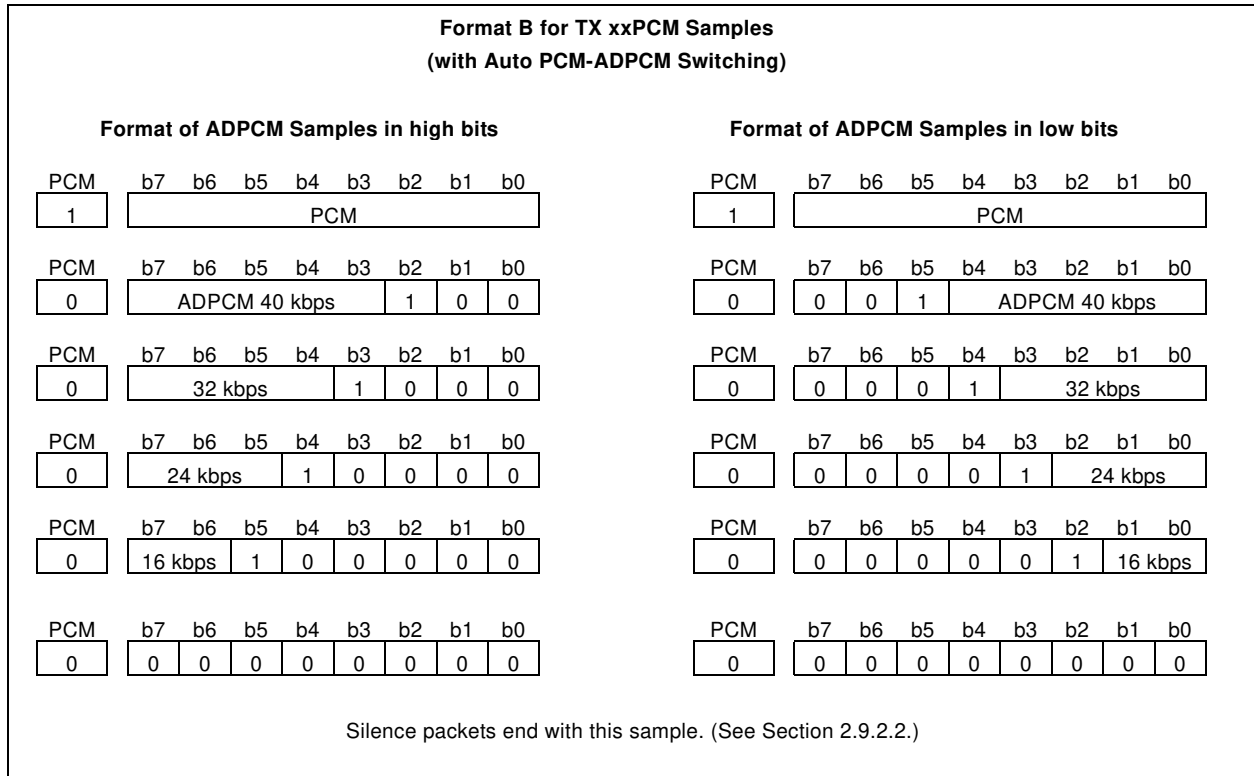 Format B for TX xxPCM Samples
(with Auto PCM-ADPCM Switching)
Format of ADPCM Samples in high bits
PCM b7 b6 b5 b4 b3 b2 b1 b0
1 PCM
PCM b7 b6 b5 b4 b3 b2 b1 b0
0 ADPCM 40 kbps 1 0 0
PCM b7 b6 b5 b4 b3 b2 b1 b0
0 32 kbps 1 0 0 0
PCM b7 b6 b5 b4 b3 b2 b1 b0
0 24 kbps 1 0 0 0 0
PCM b7 b6 b5 b4 b3 b2 b1 b0
0 16 kbps 1 0 0 0 0 0
PCM b7 b6 b5 b4 b3 b2 b1 b0
0 0 0 0 0 0 0 0 0
Format of ADPCM Samples in low bits
PCM b7 b6 b5 b4 b3 b2 b1 b0
1 PCM
PCM b7 b6 b5 b4 b3 b2 b1 b0
0 0 0 1 ADPCM 40 kbps
PCM b7 b6 b5 b4 b3 b2 b1 b0
0 0 0 0 1 32 kbps
PCM b7 b6 b5 b4 b3 b2 b1 b0
0 0 0 0 0 1 24 kbps
PCM b7 b6 b5 b4 b3 b2 b1 b0
0 0 0 0 0 0 1 16 kbps
PCM b7 b6 b5 b4 b3 b2 b1 b0
0 0 0 0 0 0 0 0 0
Silence packets end with this sample. (See Section 2.9.2.2.)